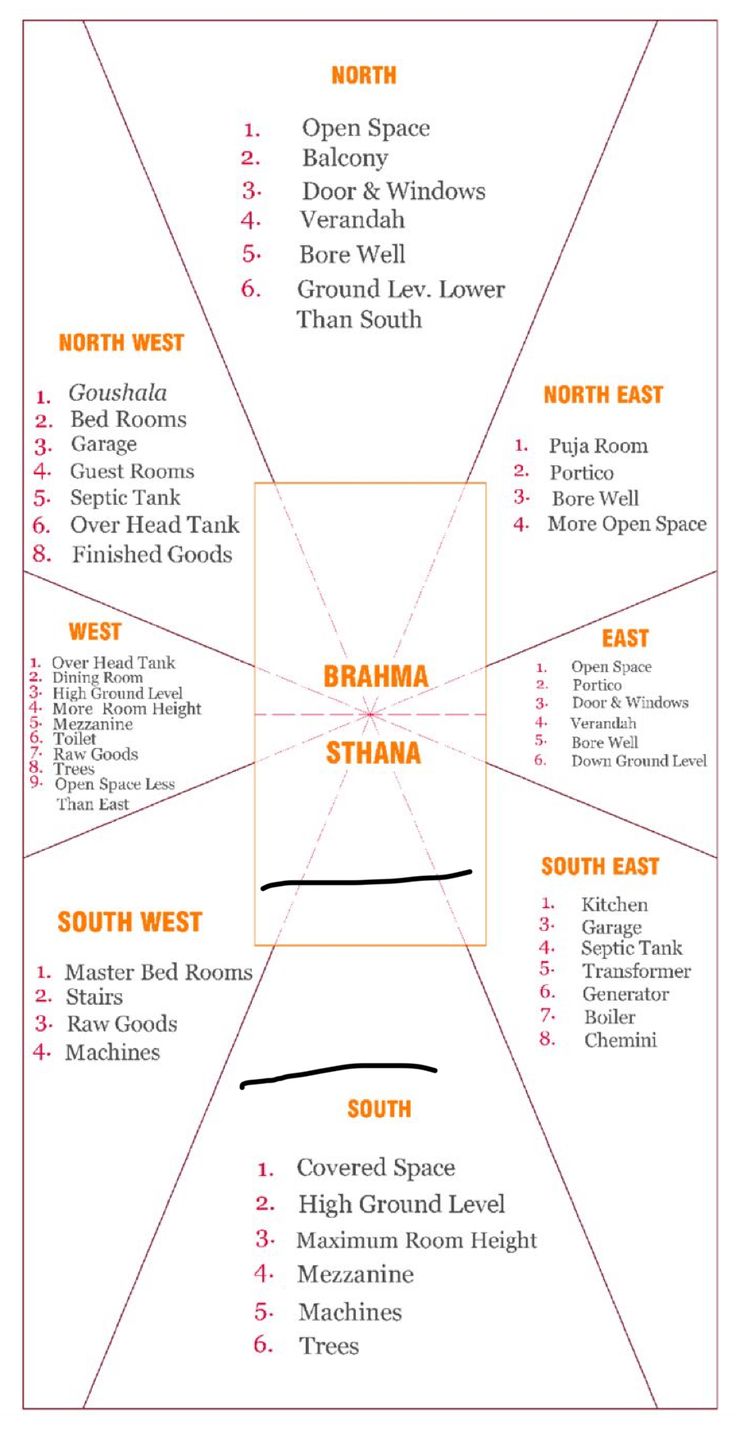 NORTH
1. Open Space
2. Balcony
3. Door & Windows
4. Verandah
5. Bore Well
6. Ground Lev. Lower
Than South
NORTH WEST
1. Goushala
2. Bed Rooms
3. Garage
4. Guest Rooms
5. Septic Tank
6. Over Head Tank
8. Finished Goods
NORTH EAST
1. Puja Room
2. Portico
3. Bore Well
4. More Open Space
WEST
1. Over Head Tank
2. Dining Room
3. High Ground Level
4. More Room Height
5. Mezzanine
6. Toilet
7. Raw Goods
8. Trees
9. Open Space Less
Than East
BRAHMA
STHANA
EAST
1. Open Space
2. Portico
3. Door & Windows
4. Verandah
5. Bore Well
6. Down Ground Level
SOUTH WEST
1. Master Bed Rooms
2. Stairs
3. Raw Goods
4. Machines
SOUTH EAST
1. Kitchen
3. Garage
4. Septic Tank
5. Transformer
6. Generator
7. Boiler
8. Chemini
SOUTH
1. Covered Space
2. High Ground Level
3. Maximum Room Height
4. Mezzanine
5. Machines
6. Trees